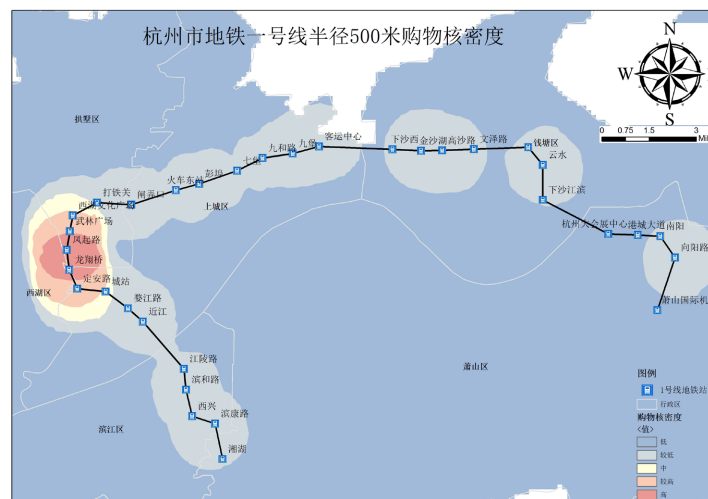 杭州市地铁一号线半径500米购物核密度
N
W
E
S
0 0.75 1.5 3
Mi
拱墅区
客运中心
九堡
九和路
七堡
彭埠
火车东站
闸弄口
打铁关
西湖文化广场
武林广场
凤起路
龙翔桥
定安路
城站
婺江路
近江
江陵路
滨和路
西兴
滨康路
湘湖
上城区
西湖区
滨江区
萧山区
下沙西
金沙湖
高沙路
文泽路
钱塘区
云水
下沙江滨
杭州大会展中心
港城大道
南阳
向阳路
萧山国际机
图例
1号线地铁站
行政区
购物核密度
<值>
低
较低
中
较高
高